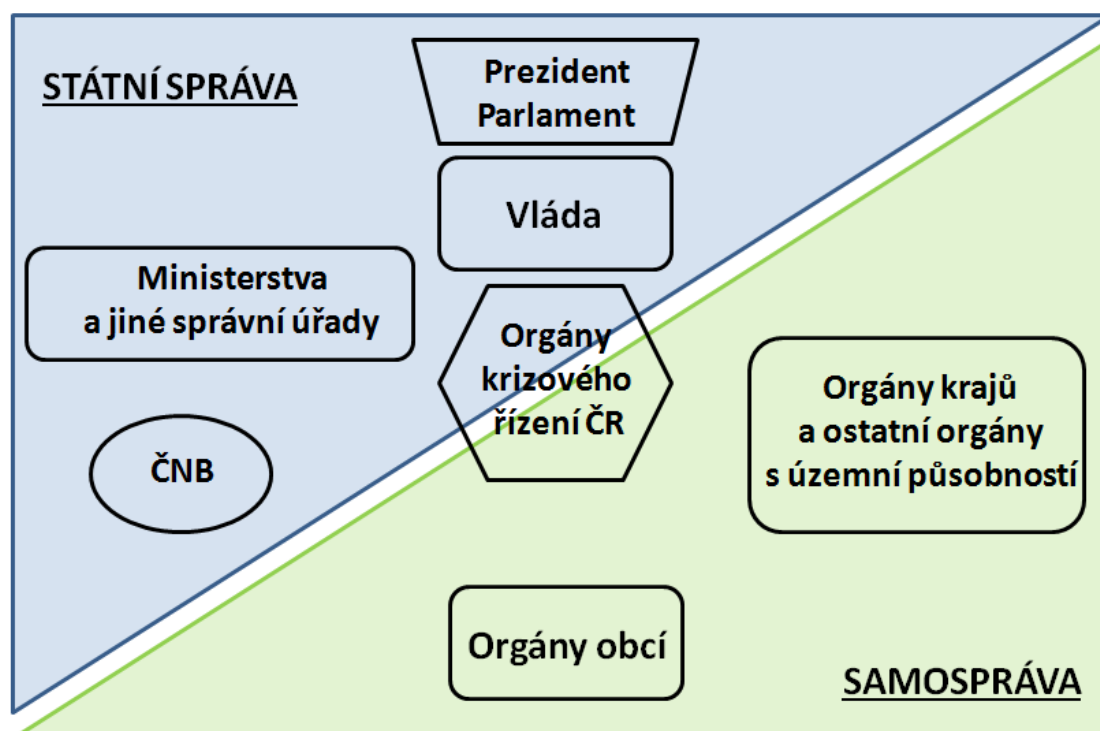 STÁTNÍ SPRÁVA
Prezident
Parlament
Vláda
Ministerstva
a jiné správní úřady
Orgány
krizového
řízení ČR
ČNB
Orgány krajů
a ostatní orgány
s územní působností
Orgány obcí
SAMOSPRÁVA